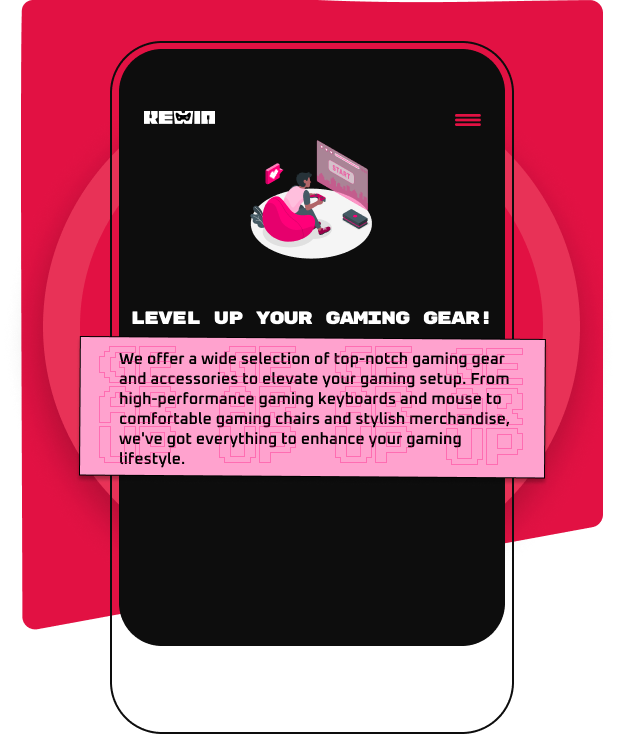 REWIN
START
LEVEL UP YOUR GAMING GEAR!
We offer a wide selection of top-notch gaming gear
and accessories to elevate your gaming setup. From
high-performance gaming keyboards and mouse to
comfortable gaming chairs and stylish merchandise,
we've got everything to enhance your gaming
lifestyle.